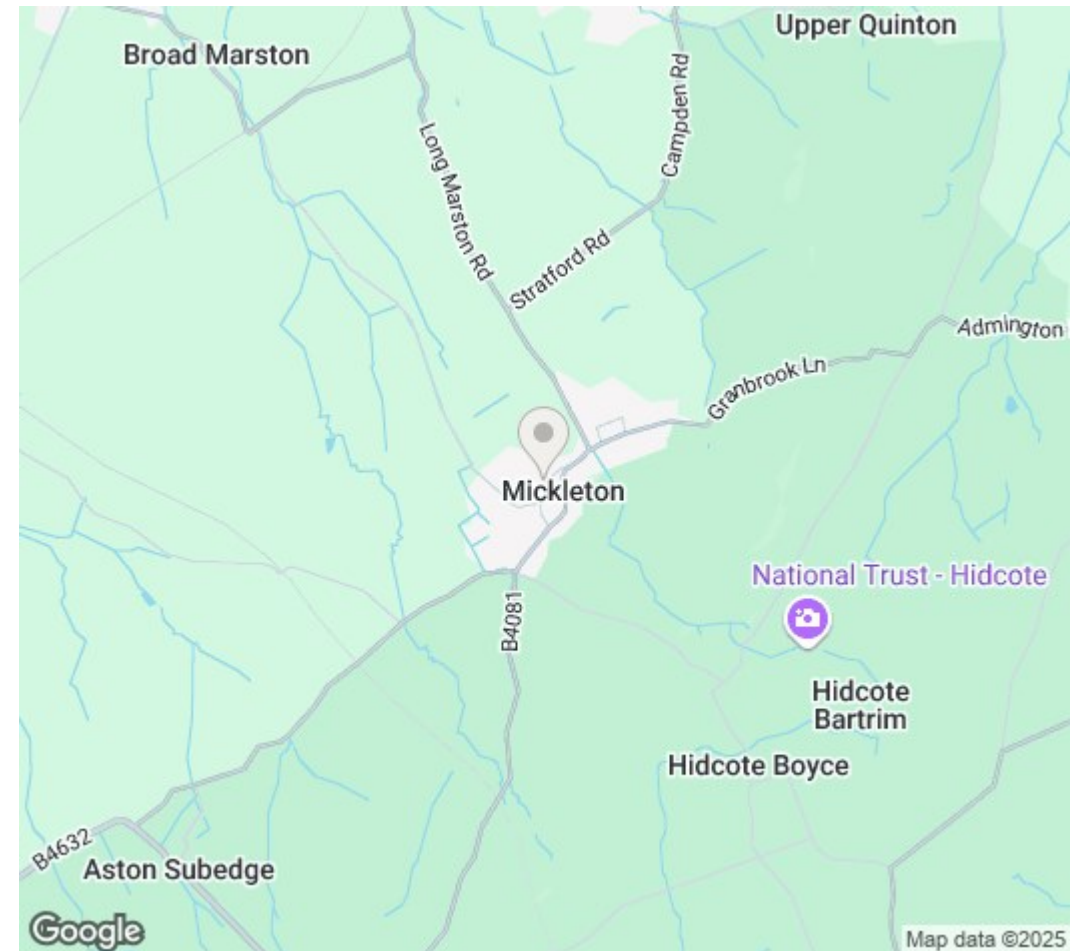 Upper Quinton
Broad Marston
Campden Rd
Long Marston Rd
Stratford Rd
Admington
Granbrook Ln
Mickleton
National Trust - Hidcote
B4081
Hidcote
Bartrim
Hidcote Boyce
B4632
Aston Subedge
Google
Map data ©2025